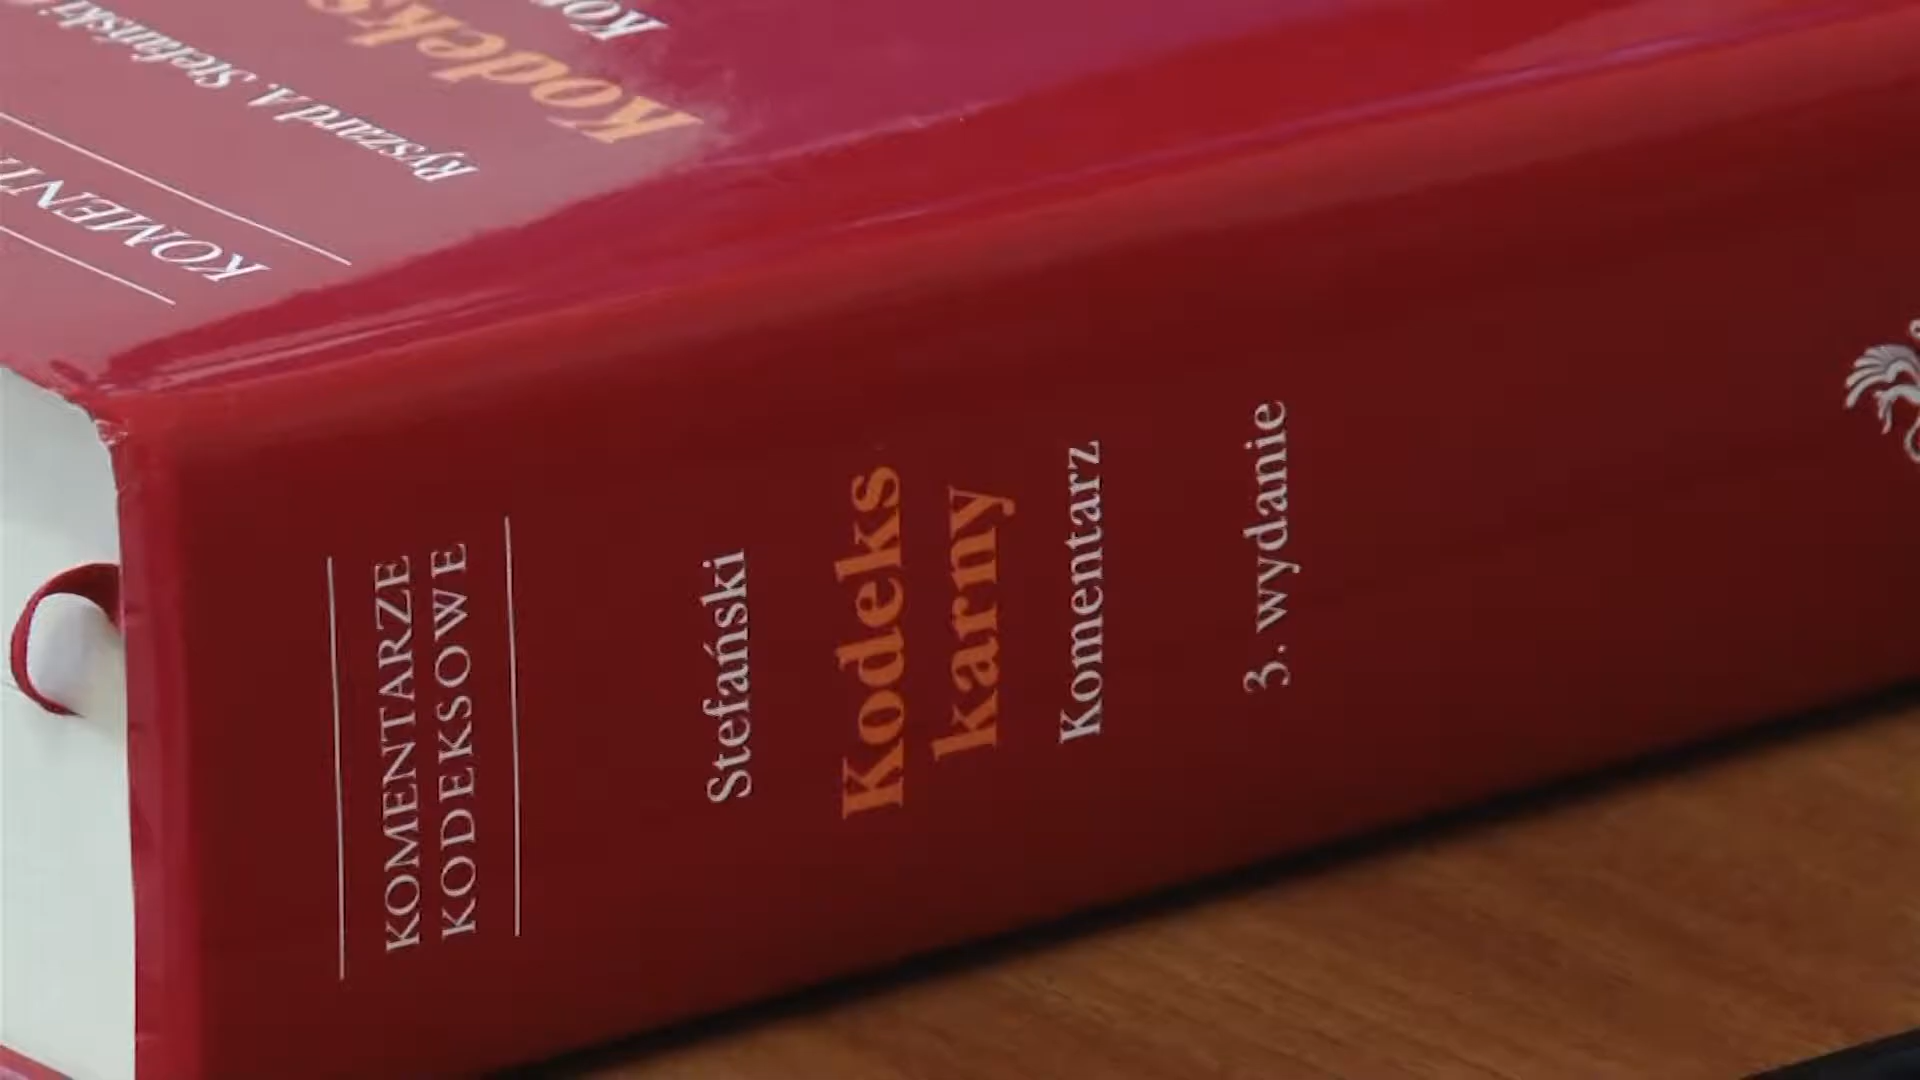 KOMENTARZE
KODEKSOWE
Stefański
Kodeks
karny
Komentarz
3. wydanie
Ryszard A. Stefański
Kodeks